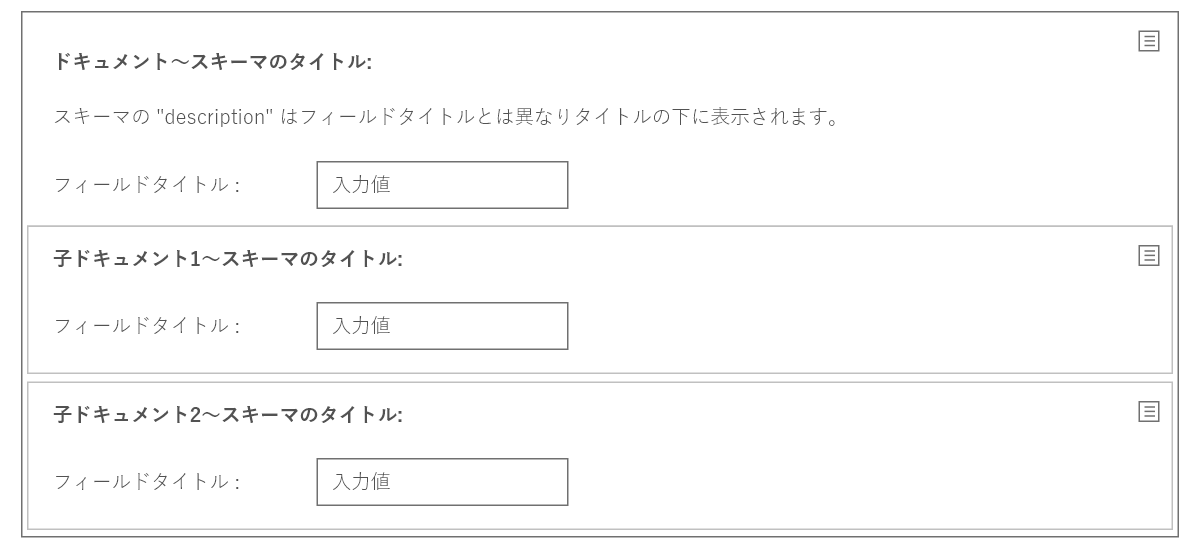 ドキュメント～スキーマのタイトル:
スキーマの "description" はフィールドタイトルとは異なりタイトルの下に表示されます。
フィールドタイトル : 入力値
子ドキュメント1～スキーマのタイトル:
フィールドタイトル : 入力値
子ドキュメント2～スキーマのタイトル:
フィールドタイトル : 入力値